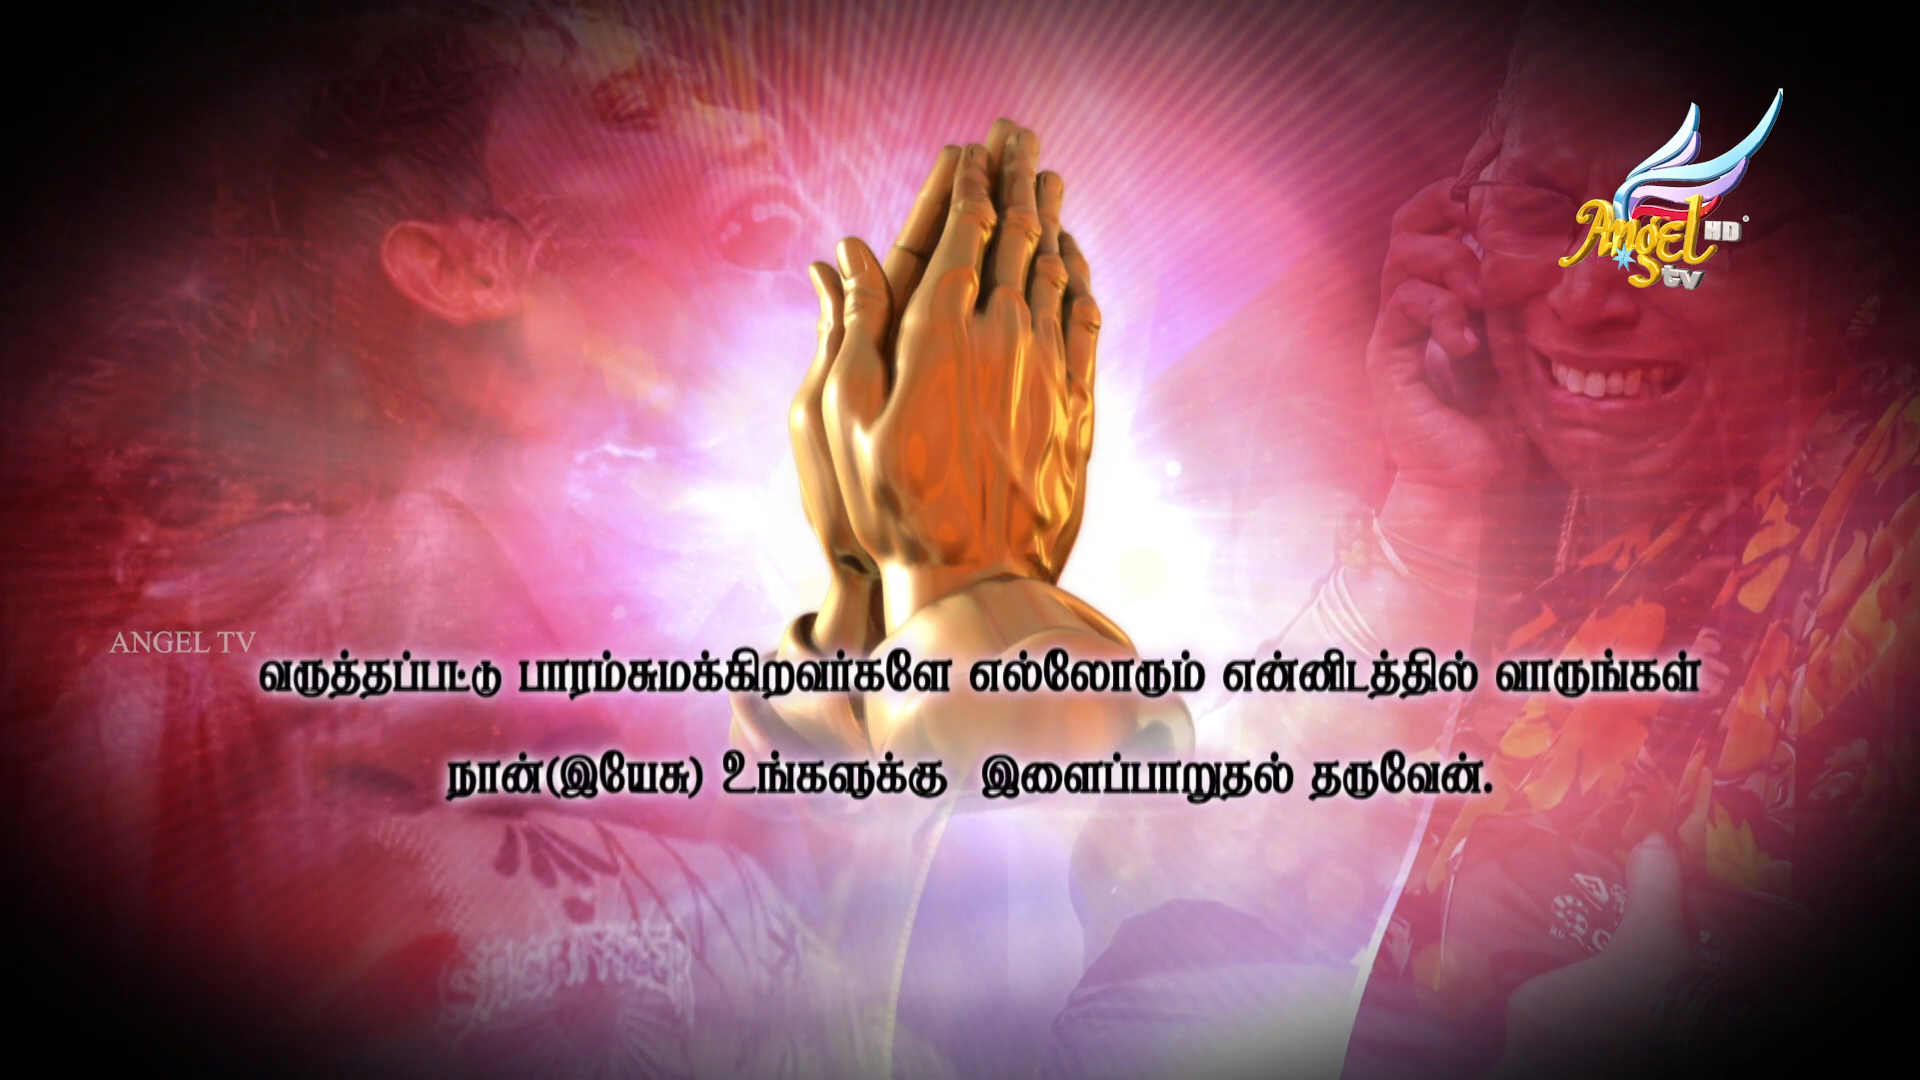 Angel HD
tv
ANGEL TV
வருத்தப்பட்டு பாரம்சுமக்கிறவர்களே எல்லோரும் என்னிடத்தில் வாருங்கள்
நான்(இயேசு) உங்களுக்கு இளைப்பாறுதல் தருவேன்.